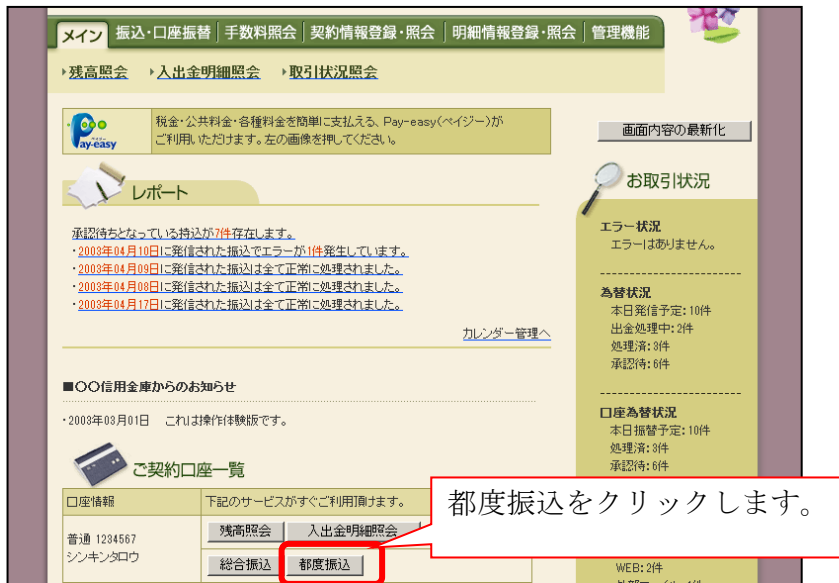 メイン 振込・口座振替 手数料照会 契約情報登録・照会 明細情報登録・照会 管理機能
残高照会 入出金明細照会 取引状況照会
Pay-easy
税金・公共料金・各種料金を簡単に支払える、Pay-easy(ペイジー)が
ご利用いただけます。左の画像を押してください。
画面内容の最新化
レポート
承認待ちとなっている持込が7件存在します。
・2003年04月10日に発信された振込でエラーが1件発生しています。
・2003年04月09日に発信された振込は全て正常に処理されました。
・2003年04月08日に発信された振込は全て正常に処理されました。
・2003年04月17日に発信された振込は全て正常に処理されました。
カレンダー管理へ
■〇〇信用金庫からのお知らせ
・2003年03月01日 これは操作体験版です。
ご契約口座一覧
口座情報 下記のサービスがすぐご利用頂けます。
普通 1234567
シンキンタロウ
残高照会 入出金明細照会
総合振込 都度振込
お取引状況
エラー状況
エラーはありません。
為替状況
本日発信予定:10件
出金処理中:2件
処理済:3件
承認待:6件
口座為替状況
本日振替予定:10件
処理済:3件
承認待:6件
都度振込をクリックします。
WEB:2件